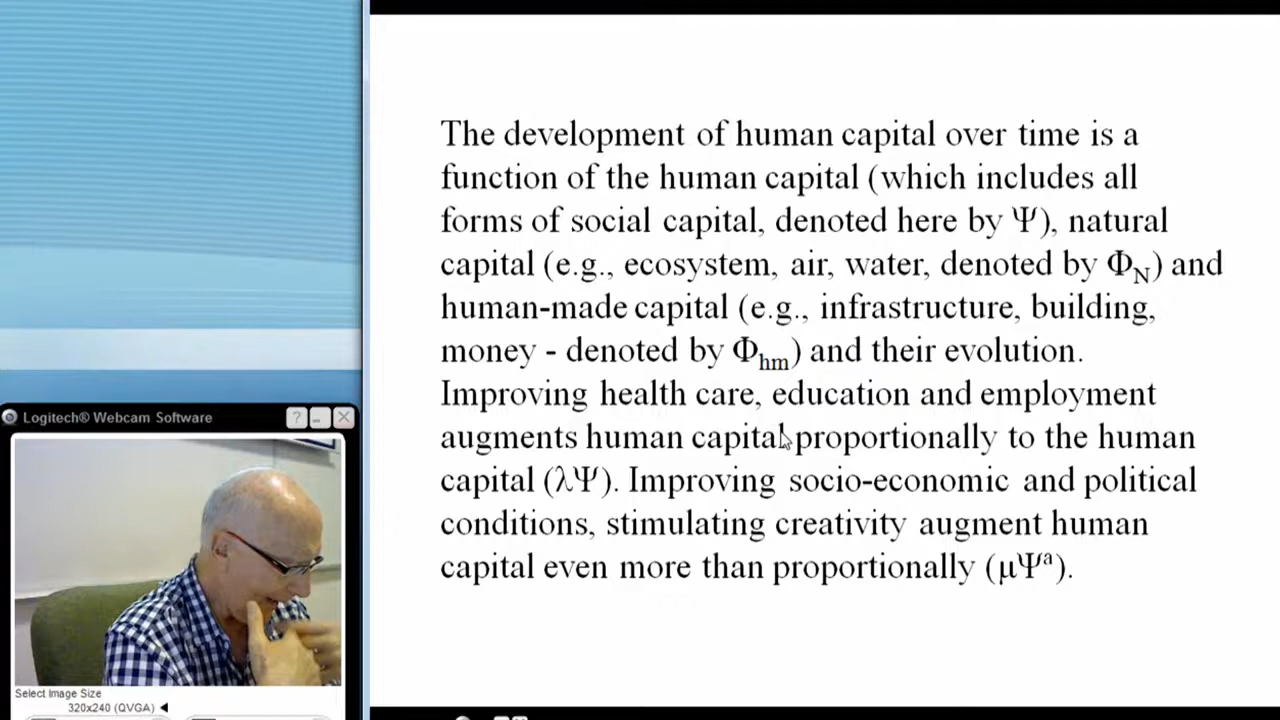 The development of human capital over time is a
function of the human capital (which includes all
forms of social capital, denoted here by Ψ), natural
capital (e.g., ecosystem, air, water, denoted by Φ_N) and
human-made capital (e.g., infrastructure, building,
money - denoted by Φ_hm) and their evolution.
Improving health care, education and employment
augments human capital proportionally to the human
capital (λΨ). Improving socio-economic and political
conditions, stimulating creativity augment human
capital even more than proportionally (μΨ^a).
Logitech® Webcam Software
Select Image Size
320x240 (QVGA)